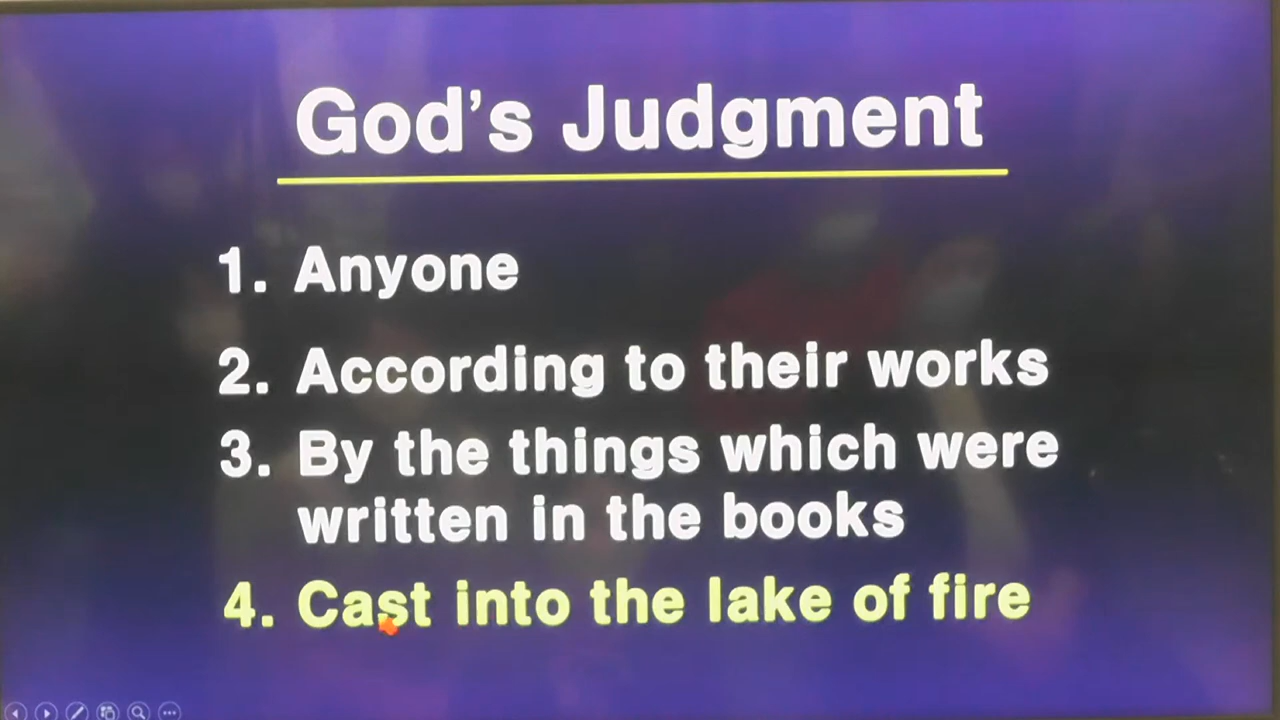 God's Judgment
1. Anyone
2. According to their works
3. By the things which were
written in the books
4. Cast into the lake of fire